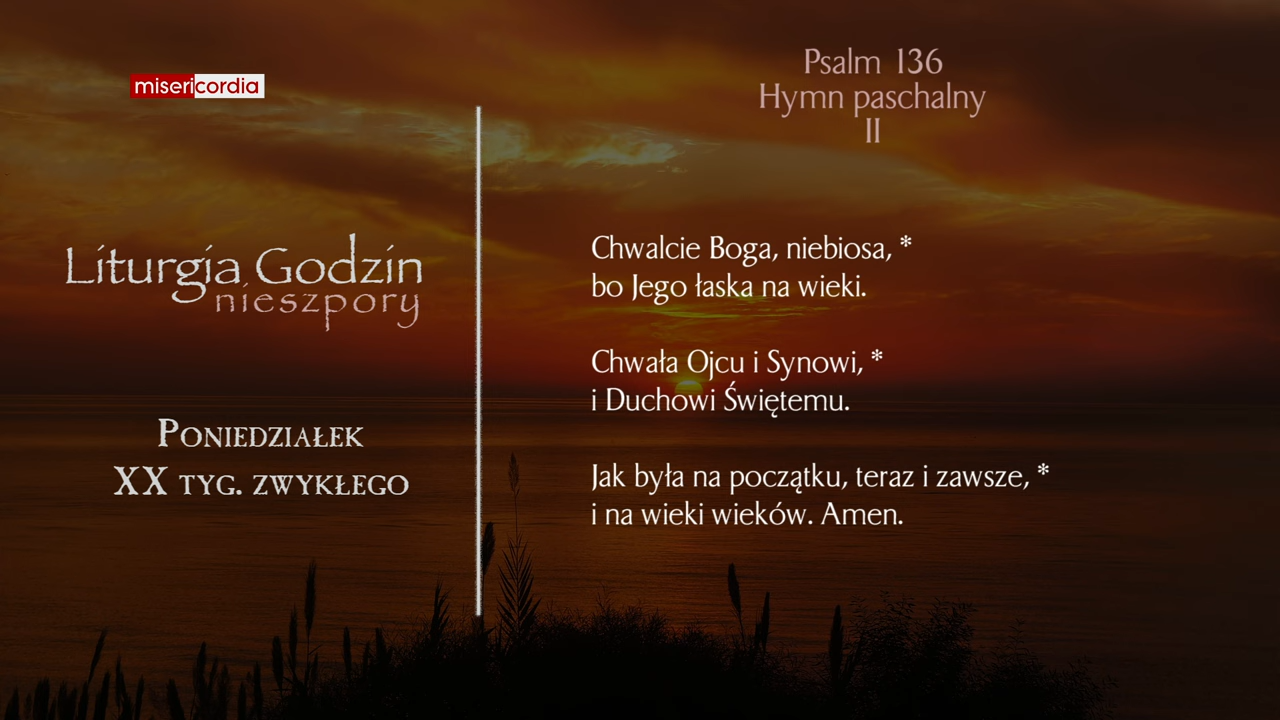 misericordia
Liturgia Godzin
nieszpory
Poniedziałek
XX tyg. zwykłego
Psalm 136
Hymn paschalny
II
Chwalcie Boga, niebiosa, *
bo Jego łaska na wieki.
Chwała Ojcu i Synowi, *
i Duchowi Świętemu.
Jak była na początku, teraz i zawsze, *
i na wieki wieków. Amen.